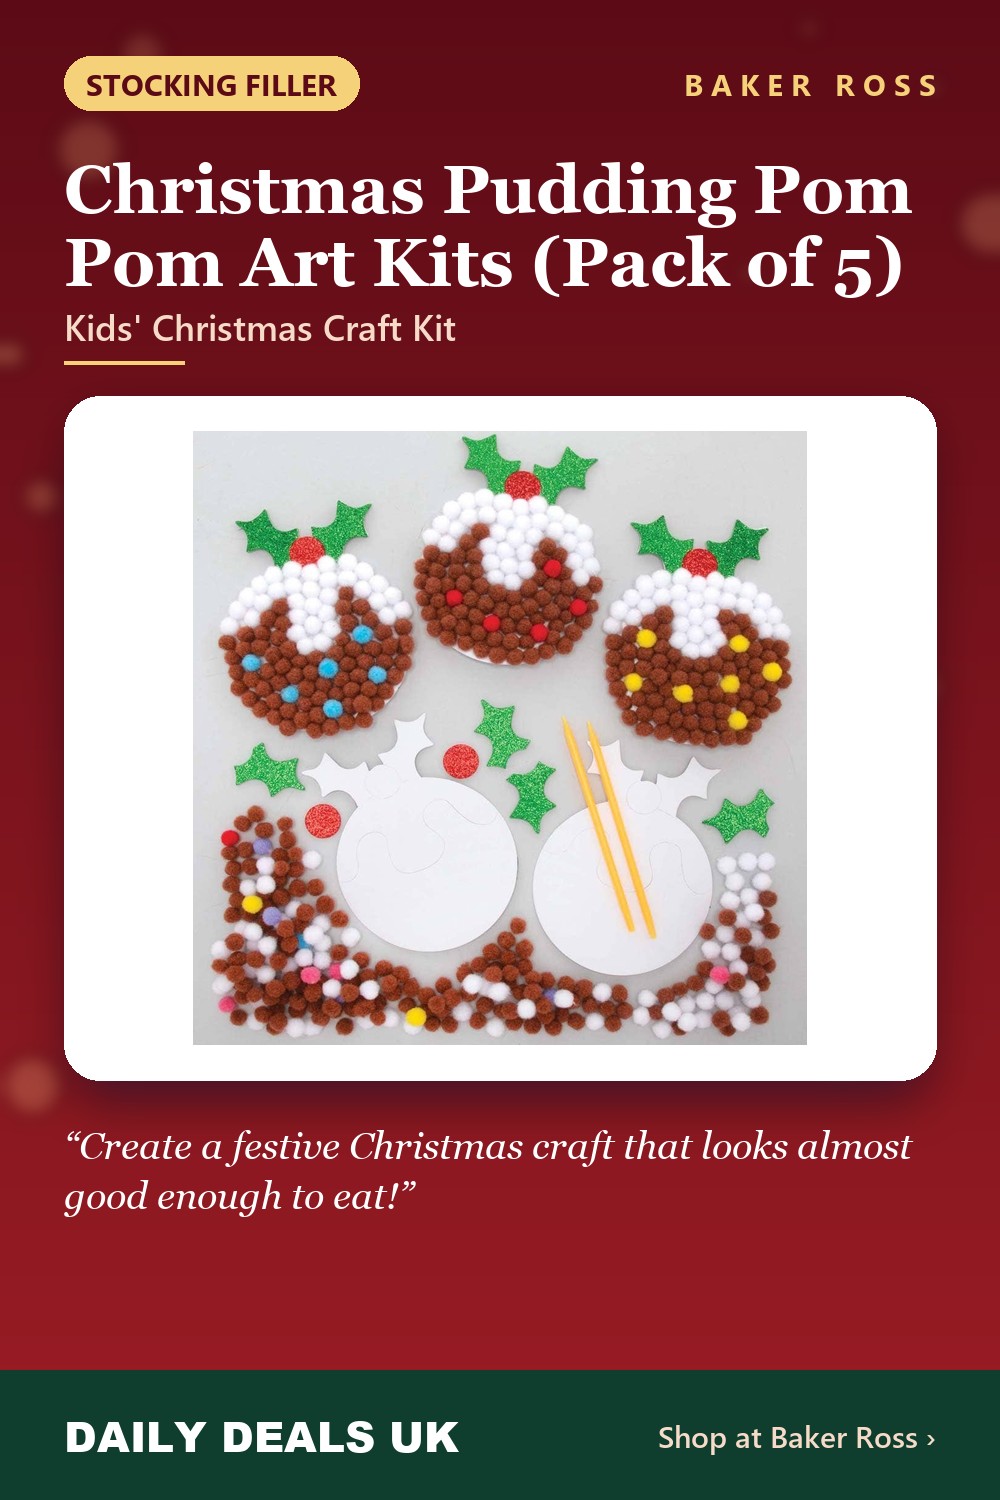 STOCKING FILLER
BAKER ROSS
Christmas Pudding Pom
Pom Art Kits (Pack of 5)
Kids' Christmas Craft Kit
“Create a festive Christmas craft that looks almost
good enough to eat!”
DAILY DEALS UK
Shop at Baker Ross ›